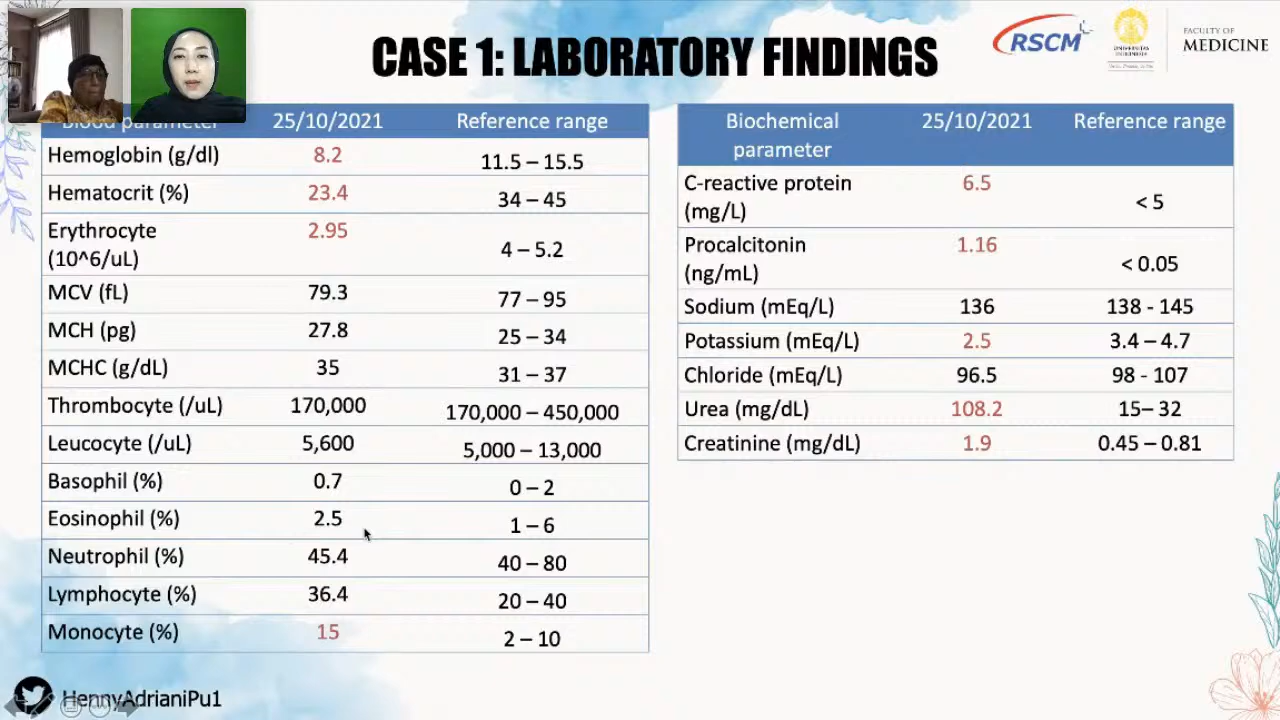 CASE 1: LABORATORY FINDINGS
RSCM
UNIVERSITAS
INDONESIA
FACULTY OF
MEDICINE
Blood parameter 25/10/2021 Reference range
Hemoglobin (g/dl) 8.2 11.5 – 15.5
Hematocrit (%) 23.4 34 – 45
Erythrocyte (10^6/uL) 2.95 4 – 5.2
MCV (fL) 79.3 77 – 95
MCH (pg) 27.8 25 – 34
MCHC (g/dL) 35 31 – 37
Thrombocyte (/uL) 170,000 170,000 – 450,000
Leucocyte (/uL) 5,600 5,000 – 13,000
Basophil (%) 0.7 0 – 2
Eosinophil (%) 2.5 1 – 6
Neutrophil (%) 45.4 40 – 80
Lymphocyte (%) 36.4 20 – 40
Monocyte (%) 15 2 – 10
Biochemical parameter 25/10/2021 Reference range
C-reactive protein (mg/L) 6.5 < 5
Procalcitonin (ng/mL) 1.16 < 0.05
Sodium (mEq/L) 136 138 - 145
Potassium (mEq/L) 2.5 3.4 – 4.7
Chloride (mEq/L) 96.5 98 - 107
Urea (mg/dL) 108.2 15– 32
Creatinine (mg/dL) 1.9 0.45 – 0.81
HennyAdrianiPu1